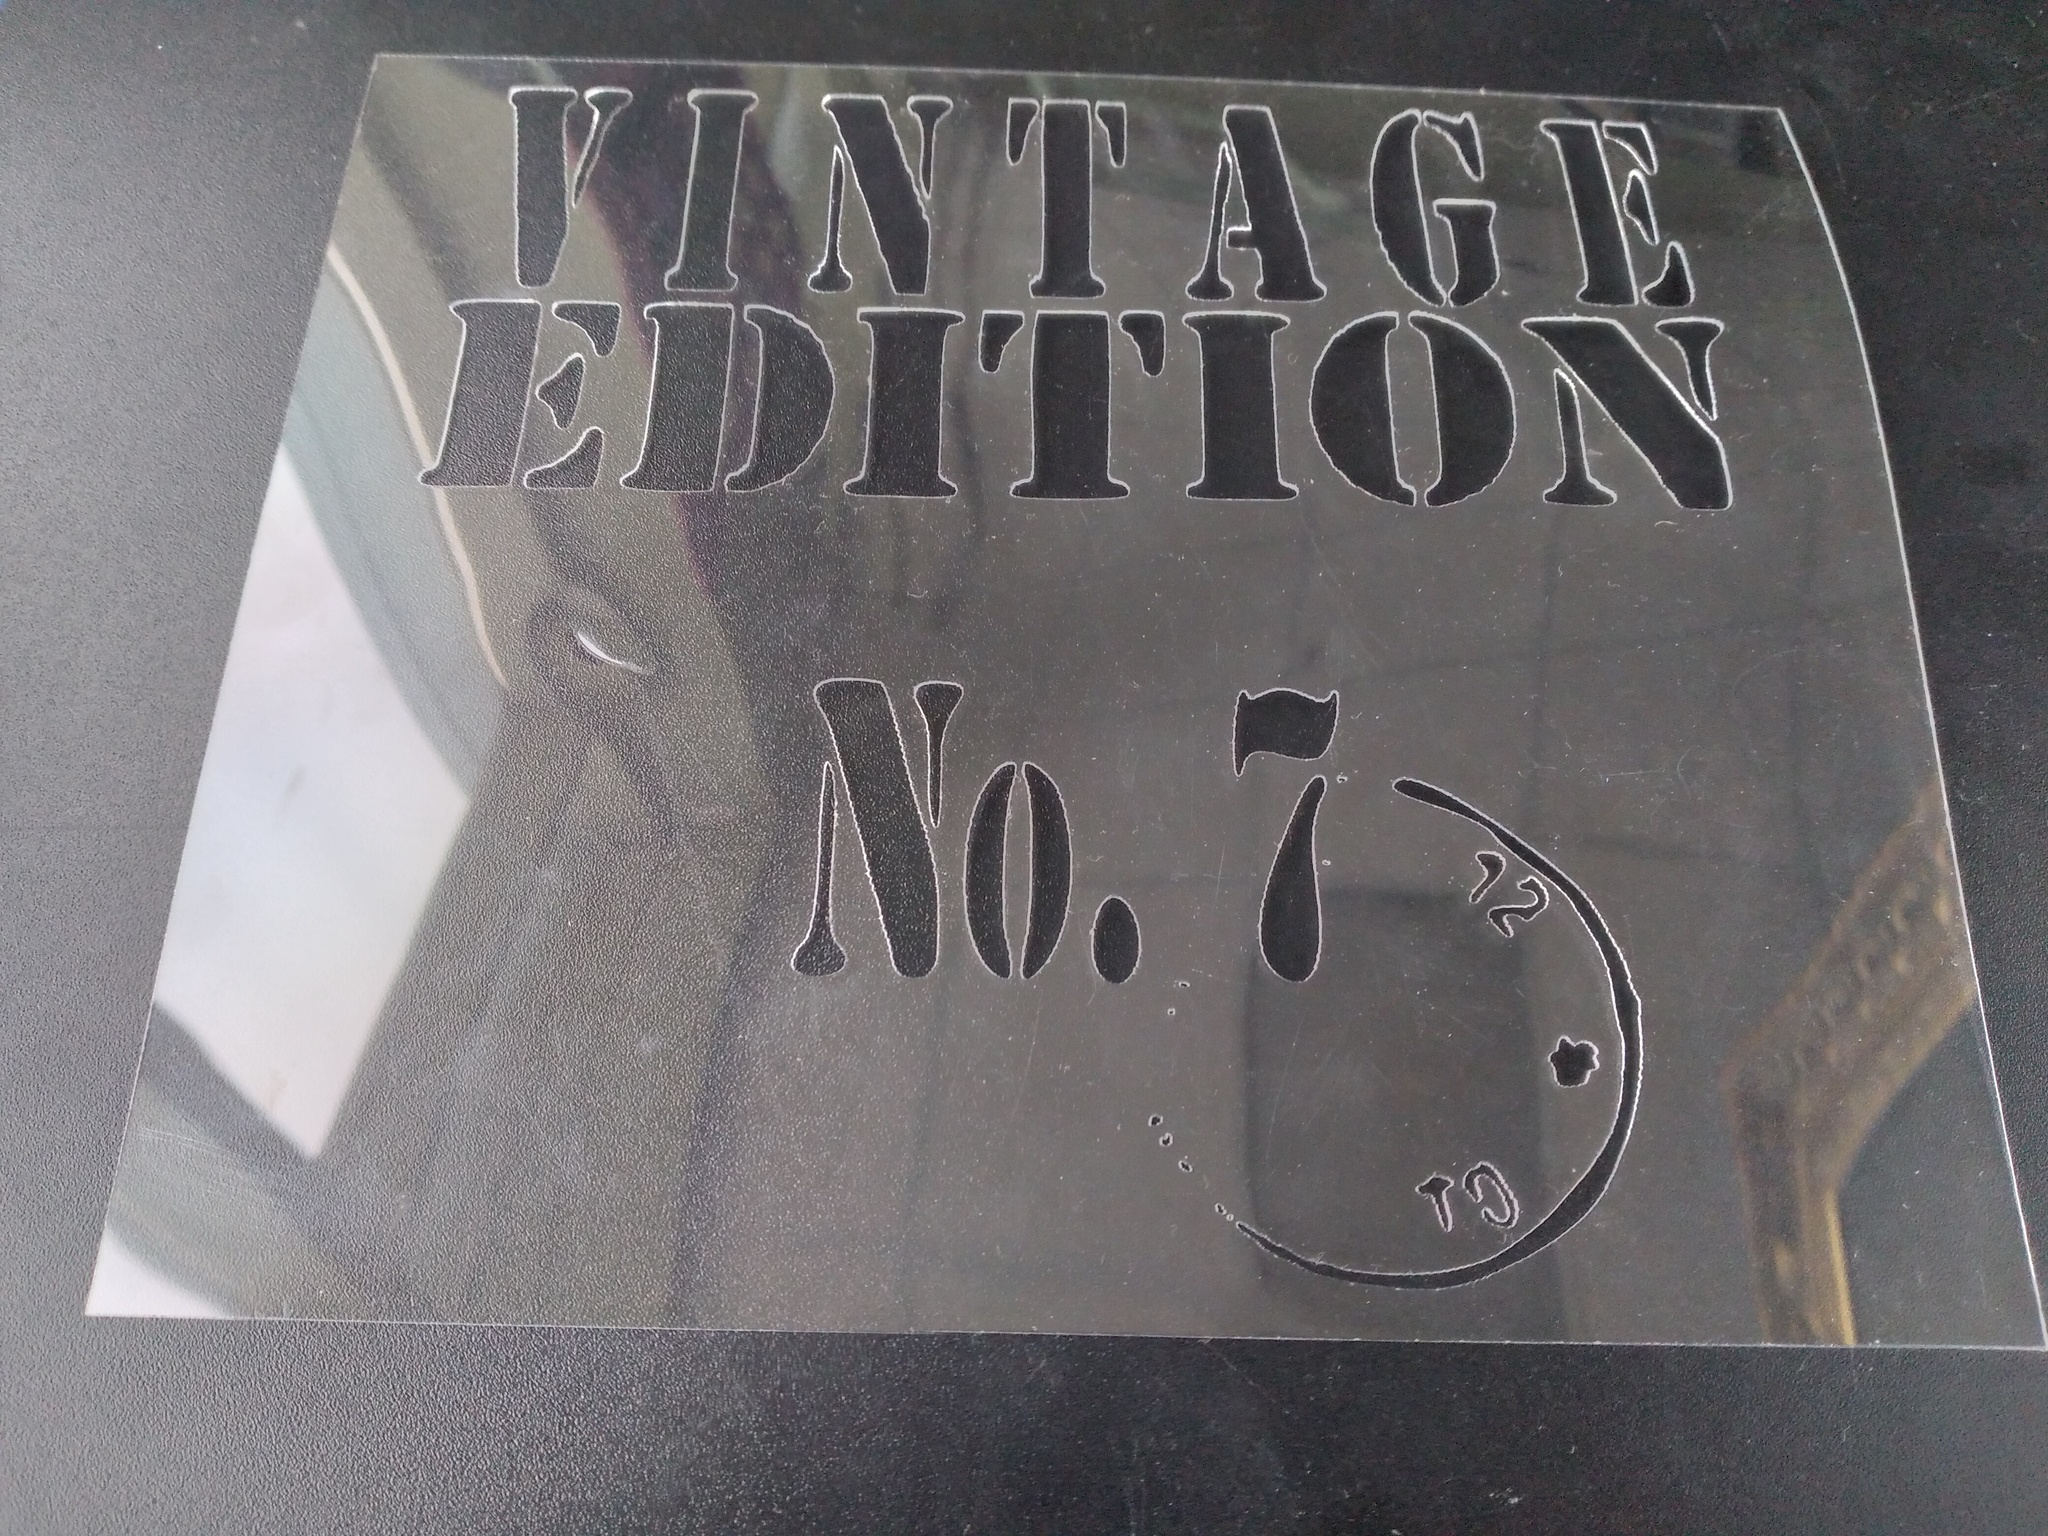 VINTAGE
EDITION
No. 7
12